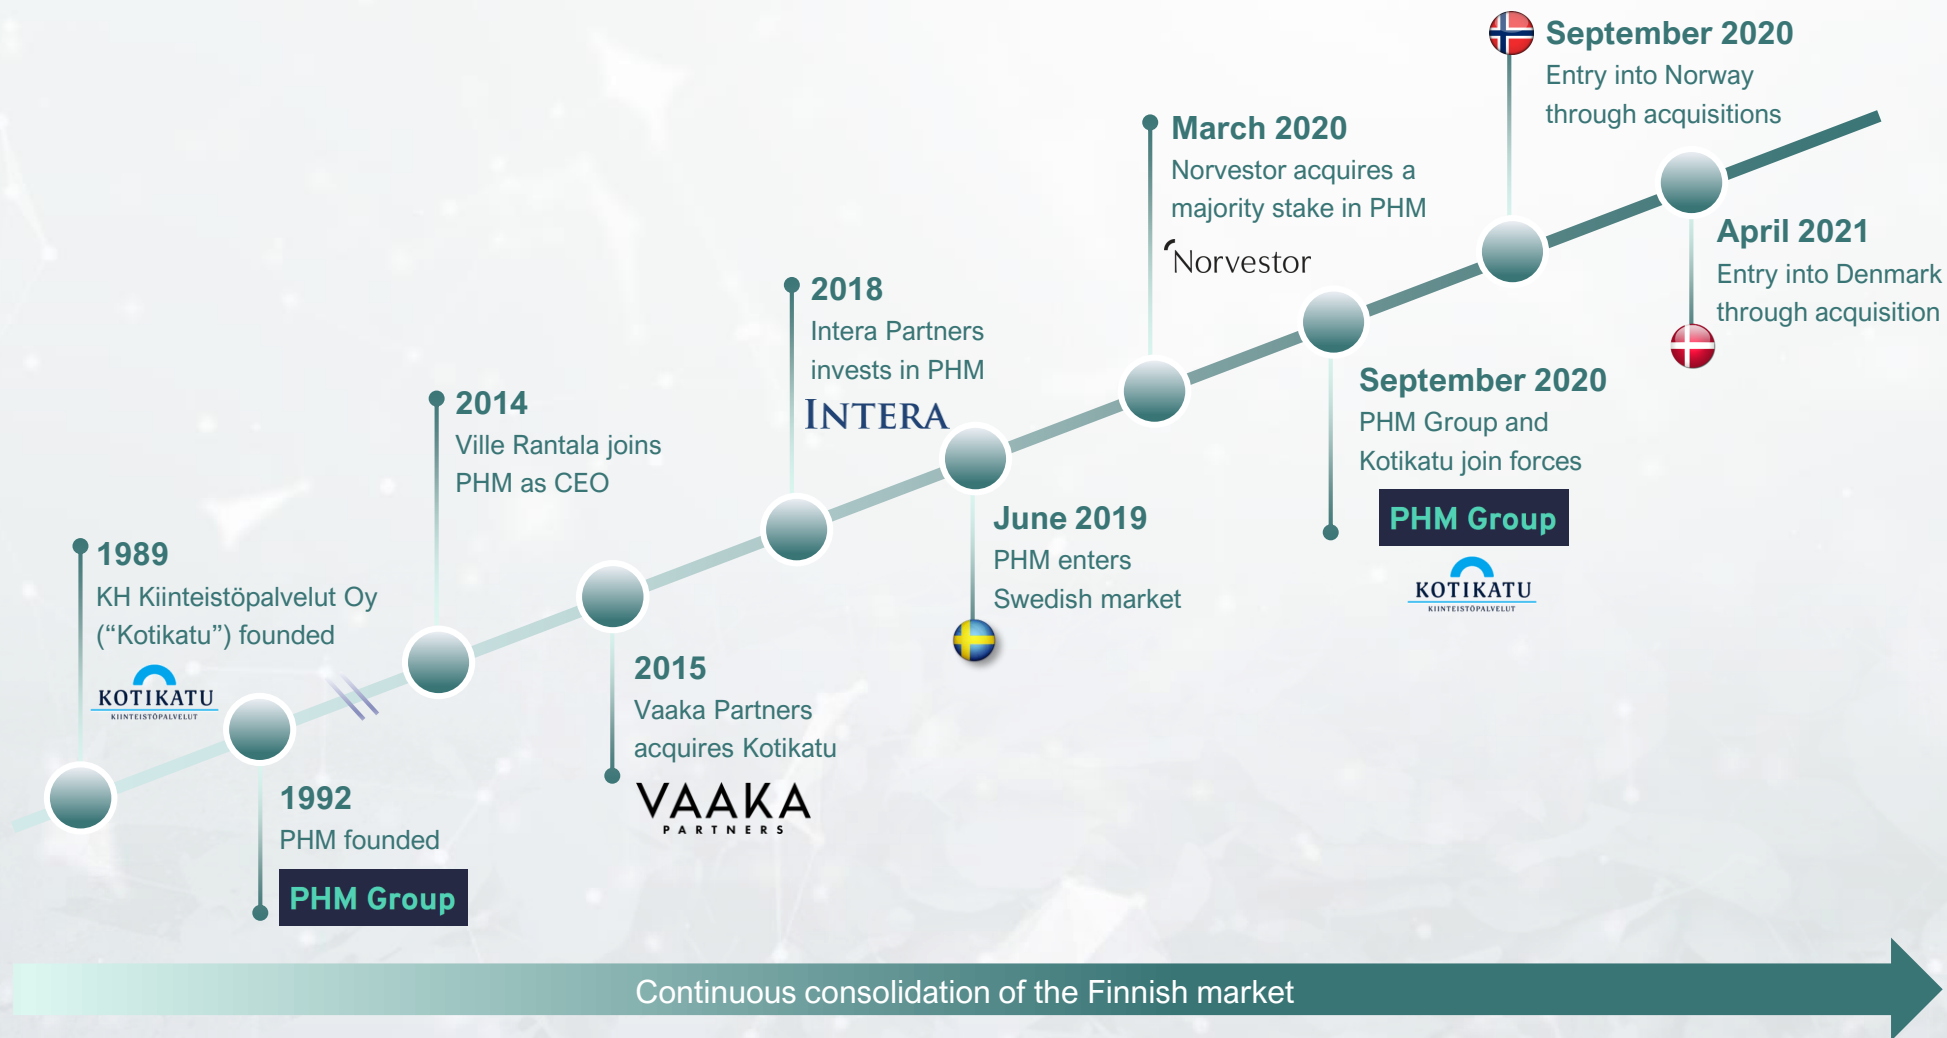 1989
KH Kiinteistöpalvelut Oy
(“Kotikatu”) founded
KOTIKATU
KIINTEISTÖPALVELUT
1992
PHM founded
PHM Group
2014
Ville Rantala joins
PHM as CEO
2015
Vaaka Partners
acquires Kotikatu
VAAKA
PARTNERS
2018
Intera Partners
invests in PHM
INTERA
June 2019
PHM enters
Swedish market
March 2020
Norvestor acquires a
majority stake in PHM
Norvestor
September 2020
PHM Group and
Kotikatu join forces
PHM Group
KOTIKATU
KIINTEISTÖPALVELUT
September 2020
Entry into Norway
through acquisitions
April 2021
Entry into Denmark
through acquisition
Continuous consolidation of the Finnish market